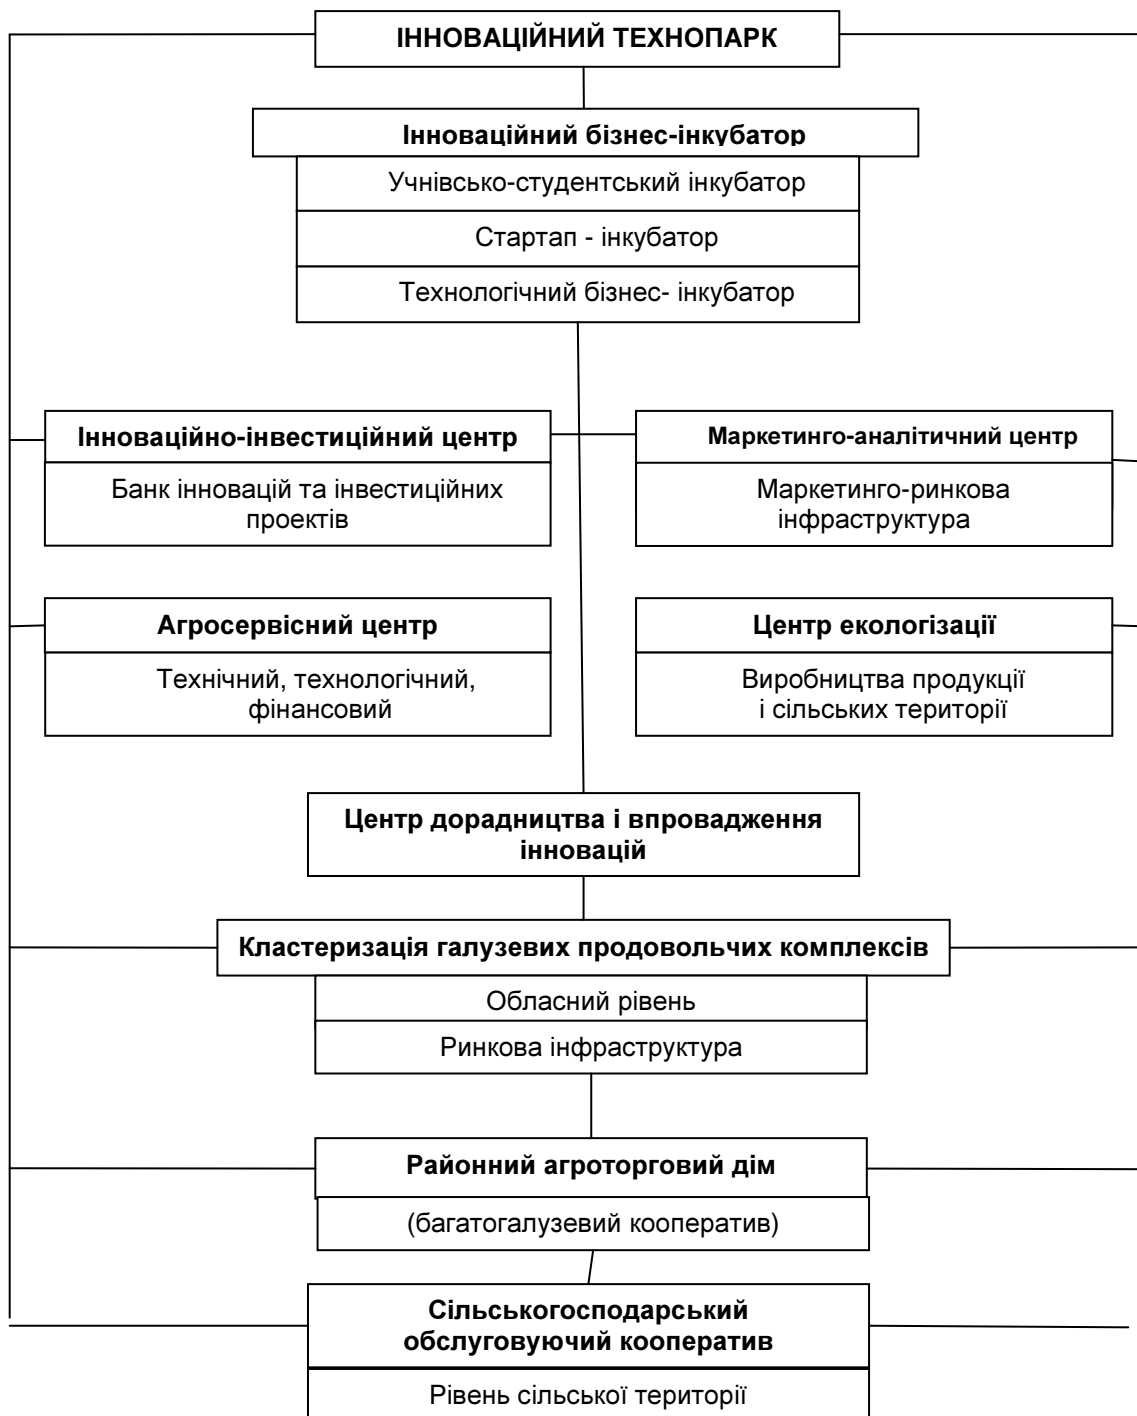 ІННОВАЦІЙНИЙ ТЕХНОПАРК
Інноваційний бізнес-інкубатор
Учнівсько-студентський інкубатор
Стартап - інкубатор
Технологічний бізнес- інкубатор
Інноваційно-інвестиційний центр
Банк інновацій та інвестиційних
проектів
Маркетинго-аналітичний центр
Маркетинго-ринкова
інфраструктура
Агросервісний центр
Технічний, технологічний,
фінансовий
Центр екологізації
Виробництва продукції
і сільських території
Центр дорадництва і впровадження
інновацій
Кластеризація галузевих продовольчих комплексів
Обласний рівень
Ринкова інфраструктура
Районний агроторговий дім
(багатогалузевий кооператив)
Сільськогосподарський
обслуговуючий кооператив
Рівень сільської території